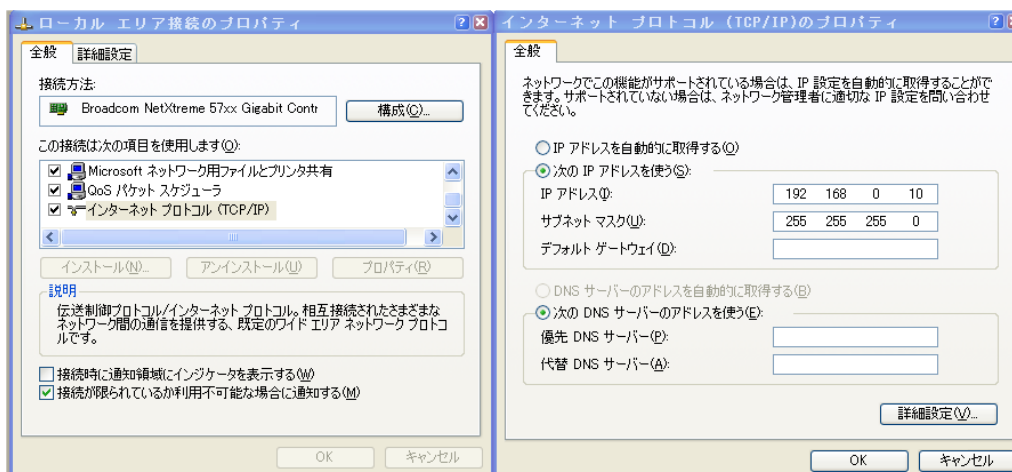 ローカル エリア接続のプロパティ
全般
詳細設定
接続方法:
Broadcom NetXtreme 57xx Gigabit Contr
構成(C)...
この接続は次の項目を使用します(O):
Microsoft ネットワーク用ファイルとプリンタ共有
QoS パケット スケジューラ
インターネット プロトコル (TCP/IP)
インストール(N)...
アンインストール(U)
プロパティ(R)
説明
伝送制御プロトコル/インターネット プロトコル。相互接続されたさまざまな
ネットワーク間の通信を提供する、既定のワイド エリア ネットワーク プロトコ
ルです。
接続時に通知領域にインジケータを表示する(W)
接続が限られているか利用不可能な場合に通知する(M)
OK
キャンセル
インターネット プロトコル (TCP/IP)のプロパティ
全般
ネットワークでこの機能がサポートされている場合は、IP 設定を自動的に取得することがで
きます。サポートされていない場合は、ネットワーク管理者に適切な IP 設定を問い合わせ
てください。
IP アドレスを自動的に取得する(O)
次の IP アドレスを使う(S):
IP アドレス(I):
192 168 0 10
サブネット マスク(U):
255 255 255 0
デフォルト ゲートウェイ(D):
DNS サーバーのアドレスを自動的に取得する(B)
次の DNS サーバーのアドレスを使う(E):
優先 DNS サーバー(P):
代替 DNS サーバー(A):
詳細設定(V)...
OK
キャンセル